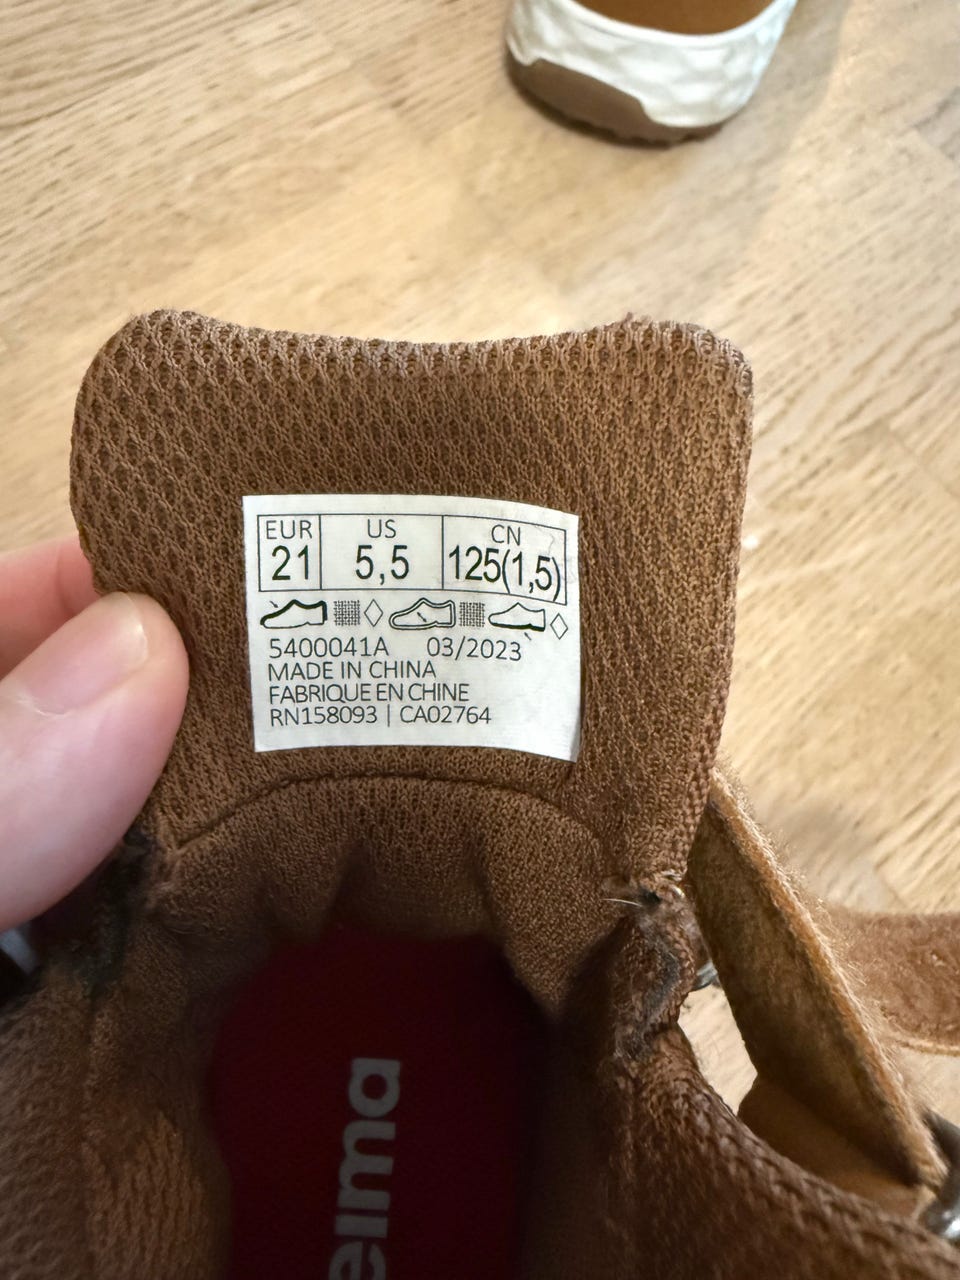 EUR US CN
21 5,5 125(1,5)
5400041A 03/2023
MADE IN CHINA
FABRIQUE EN CHINE
RN158093 | CA02764
eima